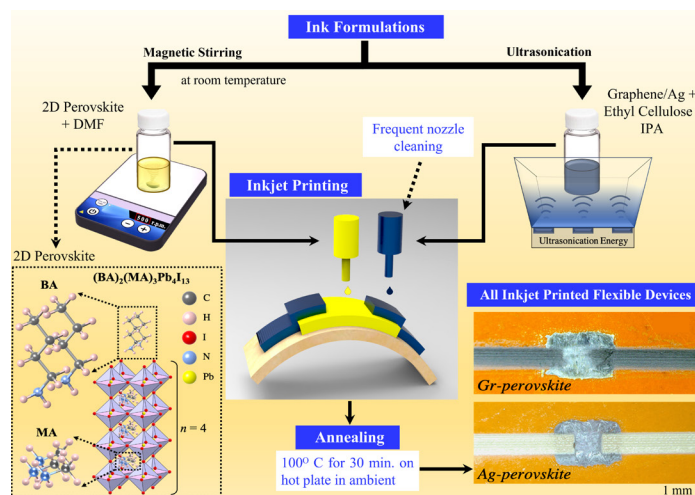 Ink Formulations
Magnetic Stirring
Ultrasonication
at room temperature
2D Perovskite
+ DMF
Graphene/Ag +
Ethyl Cellulose
IPA
Frequent nozzle
cleaning
100 r.p.m.
Inkjet Printing
Ultrasonication Energy
2D Perovskite
(BA)₂(MA)₃Pb₄I₁₃
BA
C
H
I
N
Pb
n = 4
MA
All Inkjet Printed Flexible Devices
Gr-perovskite
Ag-perovskite
1 mm
Annealing
100⁰ C for 30 min. on
hot plate in ambient